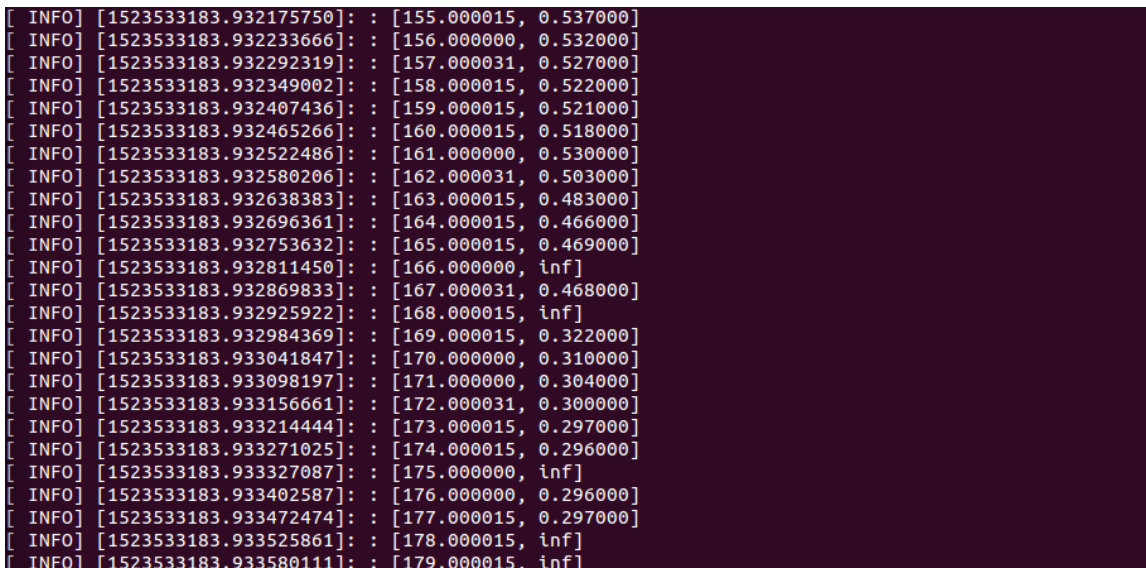 [ INFO] [1523533183.932175750]: : [155.000015, 0.537000]
[ INFO] [1523533183.932233666]: : [156.000000, 0.532000]
[ INFO] [1523533183.932292319]: : [157.000031, 0.527000]
[ INFO] [1523533183.932349002]: : [158.000015, 0.522000]
[ INFO] [1523533183.932407436]: : [159.000015, 0.521000]
[ INFO] [1523533183.932465266]: : [160.000015, 0.518000]
[ INFO] [1523533183.932522486]: : [161.000000, 0.530000]
[ INFO] [1523533183.932580206]: : [162.000031, 0.503000]
[ INFO] [1523533183.932638383]: : [163.000015, 0.483000]
[ INFO] [1523533183.932696361]: : [164.000015, 0.466000]
[ INFO] [1523533183.932753632]: : [165.000015, 0.469000]
[ INFO] [1523533183.932811450]: : [166.000000, inf]
[ INFO] [1523533183.932869833]: : [167.000031, 0.468000]
[ INFO] [1523533183.932925922]: : [168.000015, inf]
[ INFO] [1523533183.932984369]: : [169.000015, 0.322000]
[ INFO] [1523533183.933041847]: : [170.000000, 0.310000]
[ INFO] [1523533183.933098197]: : [171.000000, 0.304000]
[ INFO] [1523533183.933156661]: : [172.000031, 0.300000]
[ INFO] [1523533183.933214444]: : [173.000015, 0.297000]
[ INFO] [1523533183.933271025]: : [174.000015, 0.296000]
[ INFO] [1523533183.933327087]: : [175.000000, inf]
[ INFO] [1523533183.933402587]: : [176.000000, 0.296000]
[ INFO] [1523533183.933472474]: : [177.000015, 0.297000]
[ INFO] [1523533183.933525861]: : [178.000015, inf]
[ INFO] [1523533183.933580111]: : [179.000015, inf]